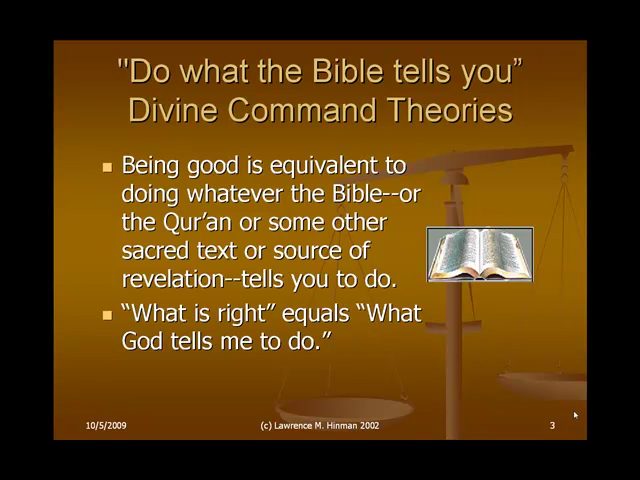 "Do what the Bible tells you”
Divine Command Theories
Being good is equivalent to
doing whatever the Bible--or
the Qur’an or some other
sacred text or source of
revelation--tells you to do.
“What is right” equals “What
God tells me to do.”
10/5/2009
(c) Lawrence M. Hinman 2002
3